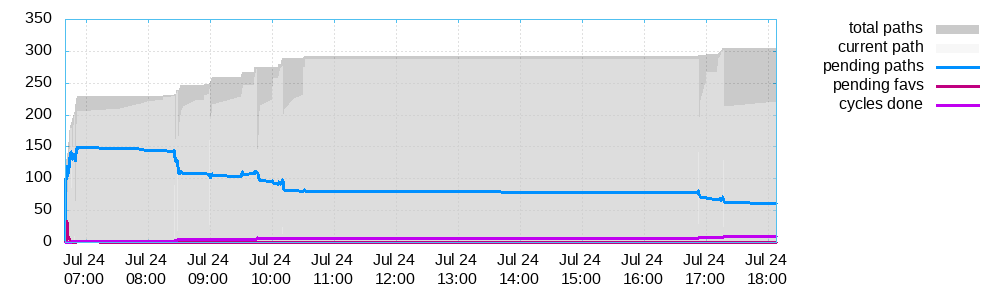 350
300
250
200
150
100
50
0
Jul 24 Jul 24 Jul 24 Jul 24 Jul 24 Jul 24 Jul 24 Jul 24 Jul 24 Jul 24 Jul 24 Jul 24
07:00 08:00 09:00 10:00 11:00 12:00 13:00 14:00 15:00 16:00 17:00 18:00
total paths
current path
pending paths
pending favs
cycles done